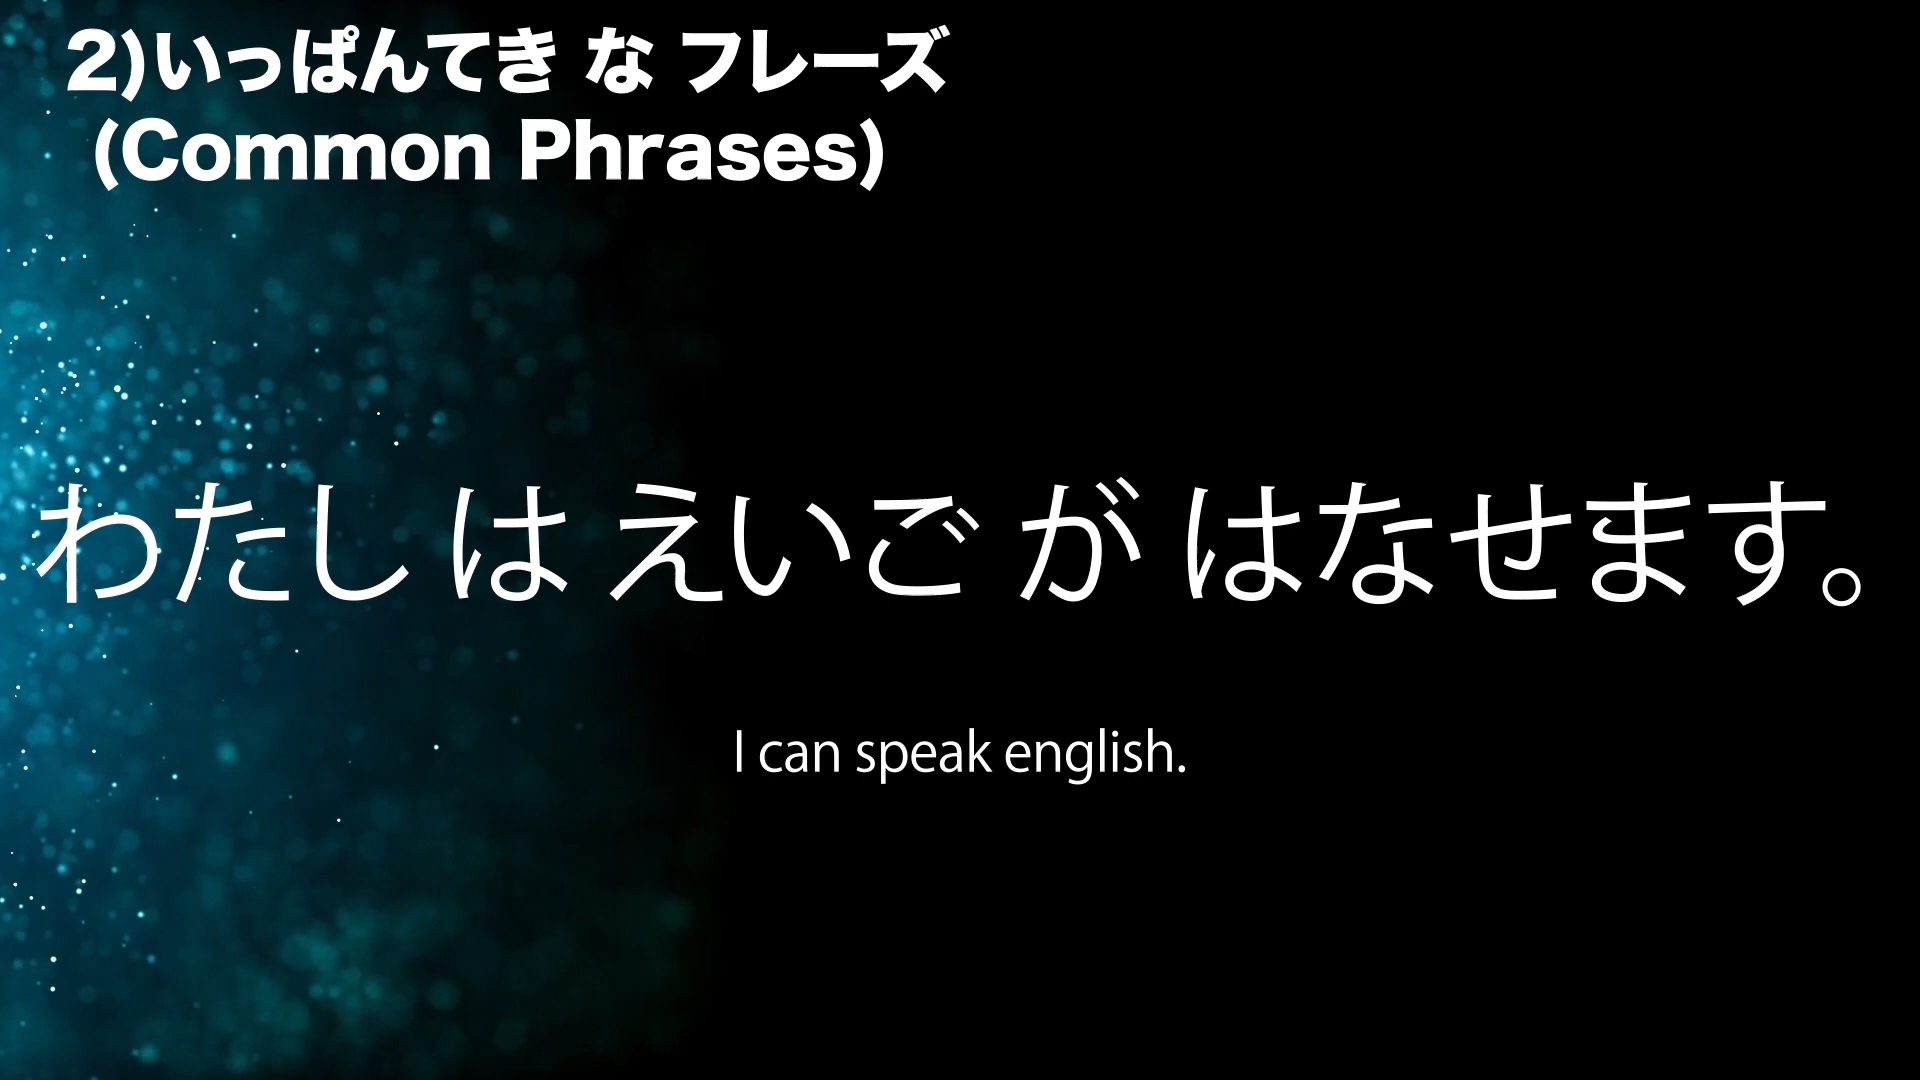 2)いっぱんてき な フレーズ
(Common Phrases)
わたし は えいご が はなせます。
I can speak english.